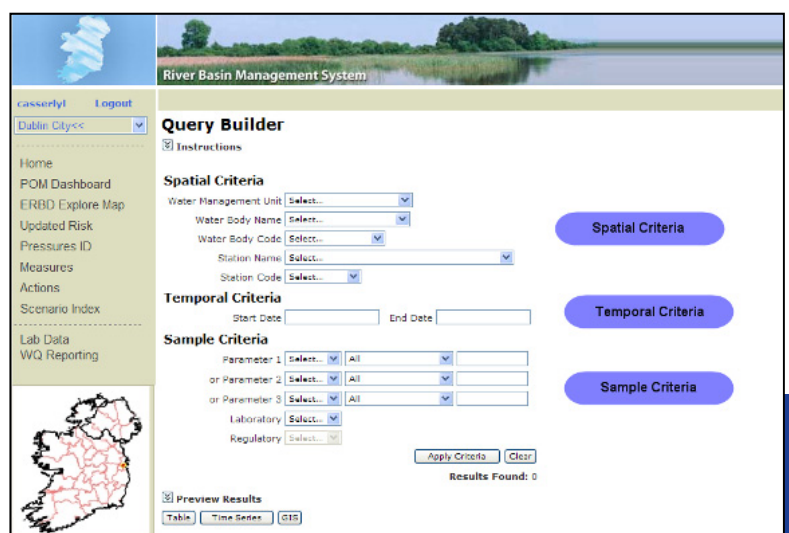 River Basin Management System
casserlyl Logout
Dublin City<<
Home
POM Dashboard
ERBD Explore Map
Updated Risk
Pressures ID
Measures
Actions
Scenario Index
Lab Data
WQ Reporting
Query Builder
Instructions
Spatial Criteria
Water Management Unit Select...
Water Body Name Select...
Water Body Code Select...
Station Name Select...
Station Code Select...
Temporal Criteria
Start Date End Date
Sample Criteria
Parameter 1 Select... All
or Parameter 2 Select... All
or Parameter 3 Select... All
Laboratory Select...
Regulatory Select...
Apply Criteria Clear
Results Found: 0
Preview Results
Table Time Series GIS
Spatial Criteria
Temporal Criteria
Sample Criteria